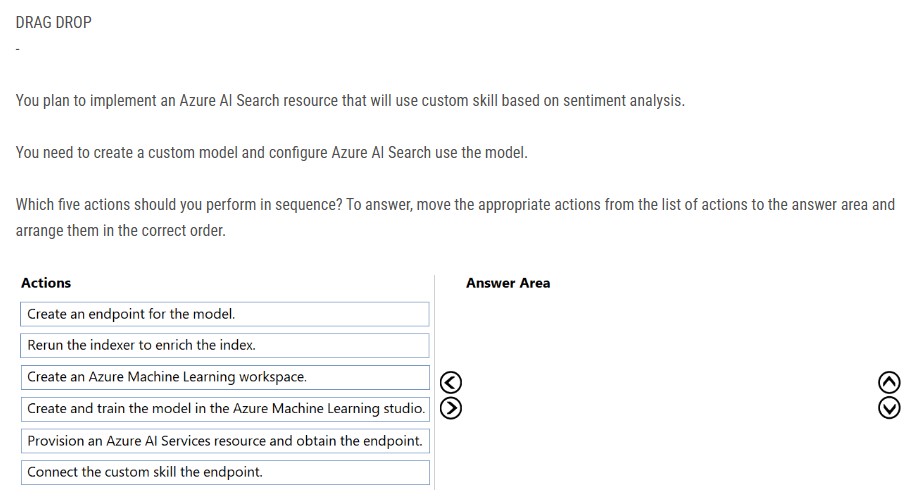 DRAG DROP
-
You plan to implement an Azure AI Search resource that will use custom skill based on sentiment analysis.
You need to create a custom model and configure Azure AI Search use the model.
Which five actions should you perform in sequence? To answer, move the appropriate actions from the list of actions to the answer area and
arrange them in the correct order.
Actions
Answer Area
Create an endpoint for the model.
Rerun the indexer to enrich the index.
Create an Azure Machine Learning workspace.
Create and train the model in the Azure Machine Learning studio.
Provision an Azure AI Services resource and obtain the endpoint.
Connect the custom skill the endpoint.